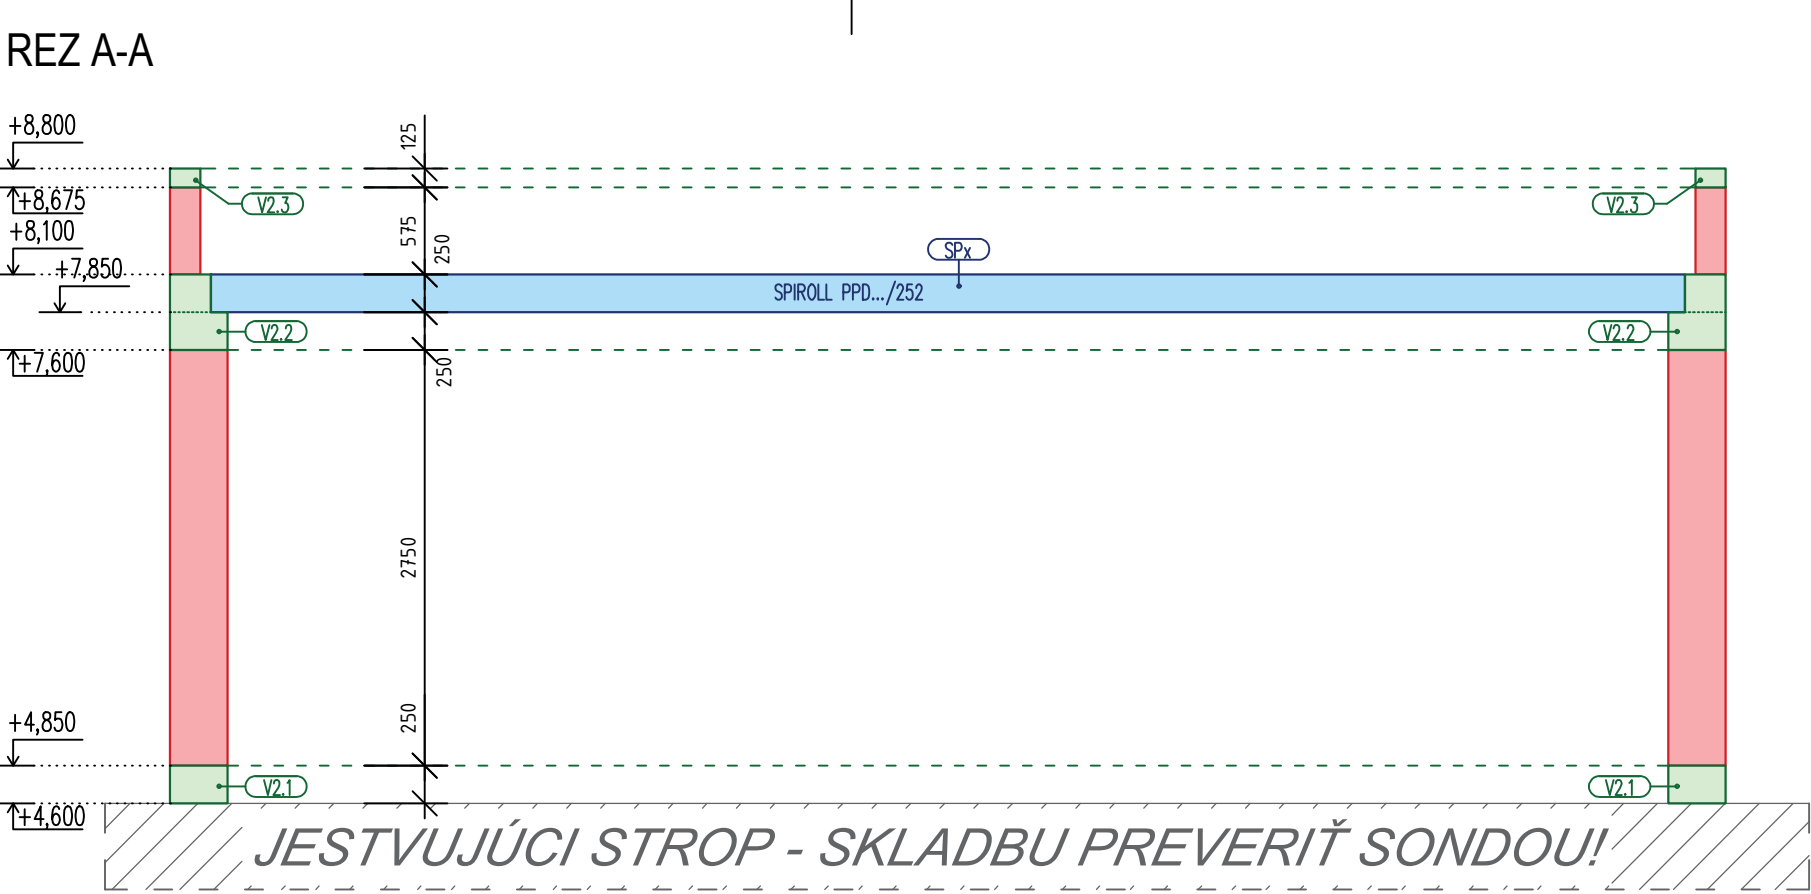 REZ A-A
+8,800
125
+8,675
V2.3
V2.3
+8,100
575
250
+7,850
SPx
SPIROLL PPD.../252
V2.2
V2.2
+7,600
250
2750
+4,850
250
V2.1
V2.1
+4,600
JESTVUJÚCI STROP - SKLADBU PREVERIŤ SONDOU!